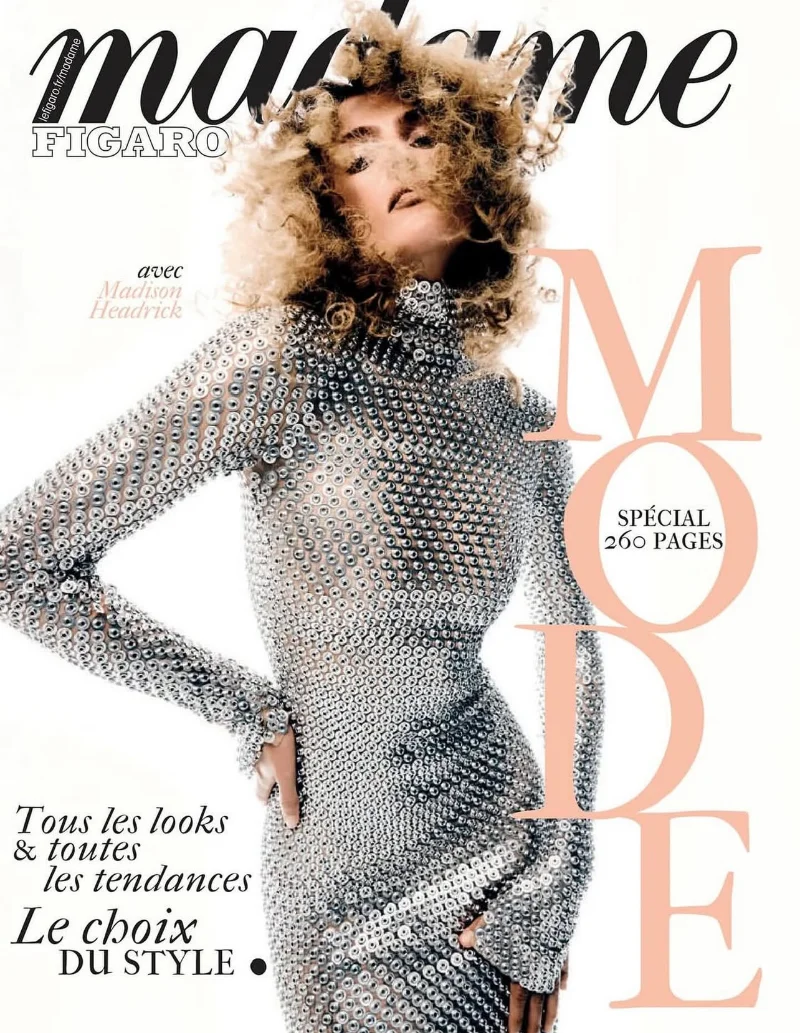 madame
lefigaro.fr/madame
FIGARO
avec
Madison
Headrick
MODE
SPÉCIAL
260 PAGES
Tous les looks
& toutes
les tendances
Le choix
DU STYLE